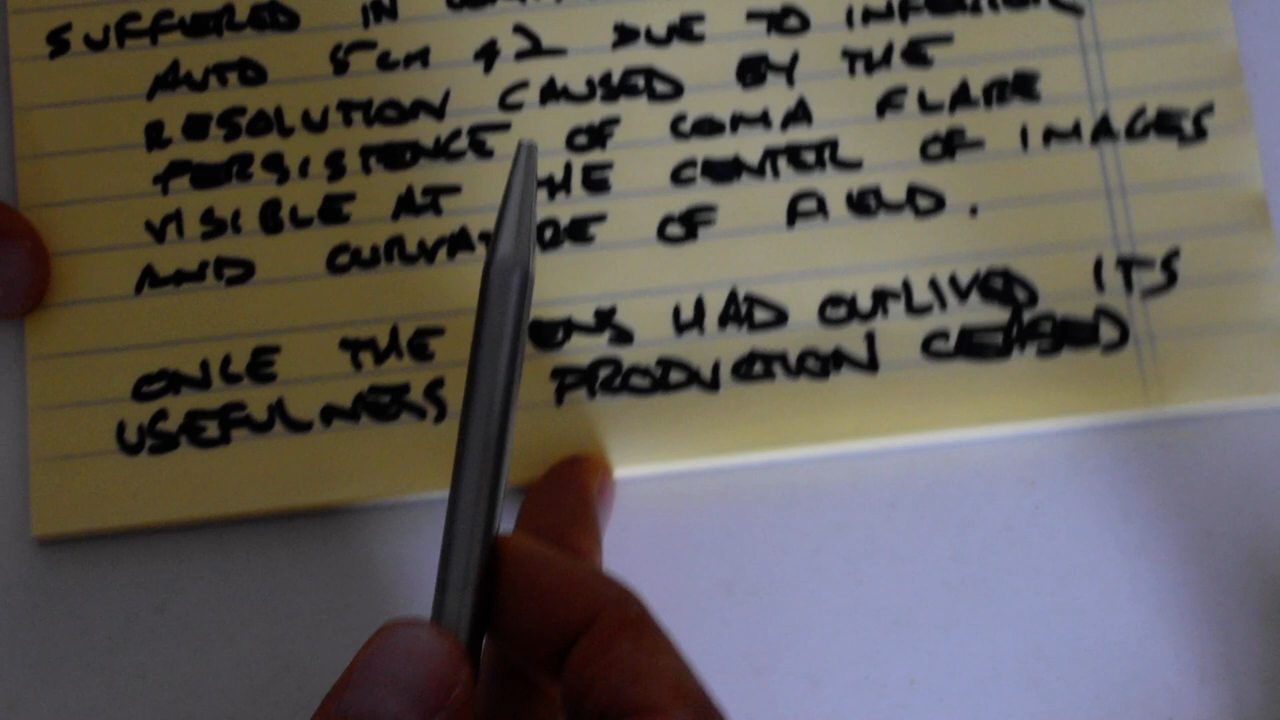 SUFFERED IN
AUTO 5CM f2 DUE TO INFERIOR
RESOLUTION CAUSED BY THE
PERSISTENCE OF COMA FLARE
VISIBLE AT THE CENTER OF IMAGES
AND CURVATURE OF FIELD.
ONCE THE LENS HAD OUTLIVED ITS
USEFULNESS PRODUCTION CEASED